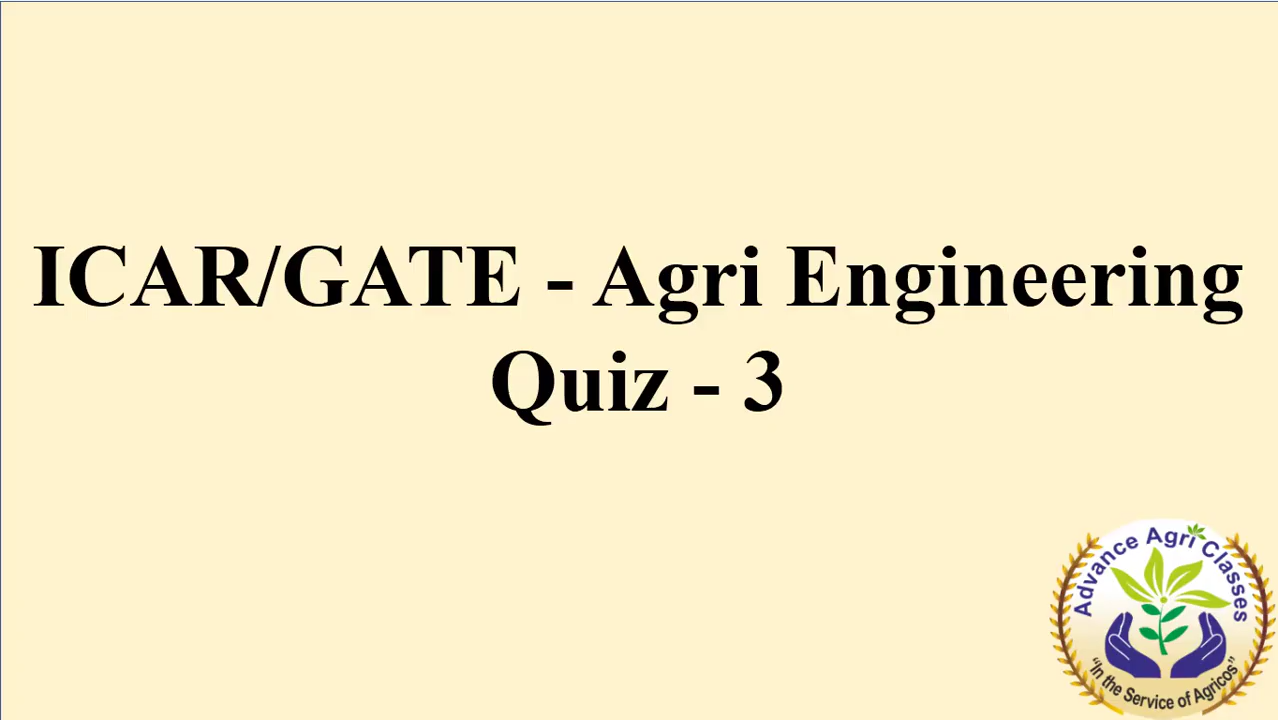 ICAR/GATE - Agri Engineering
Quiz - 3
Advance Agri Classes
"In the Service of Agricos"